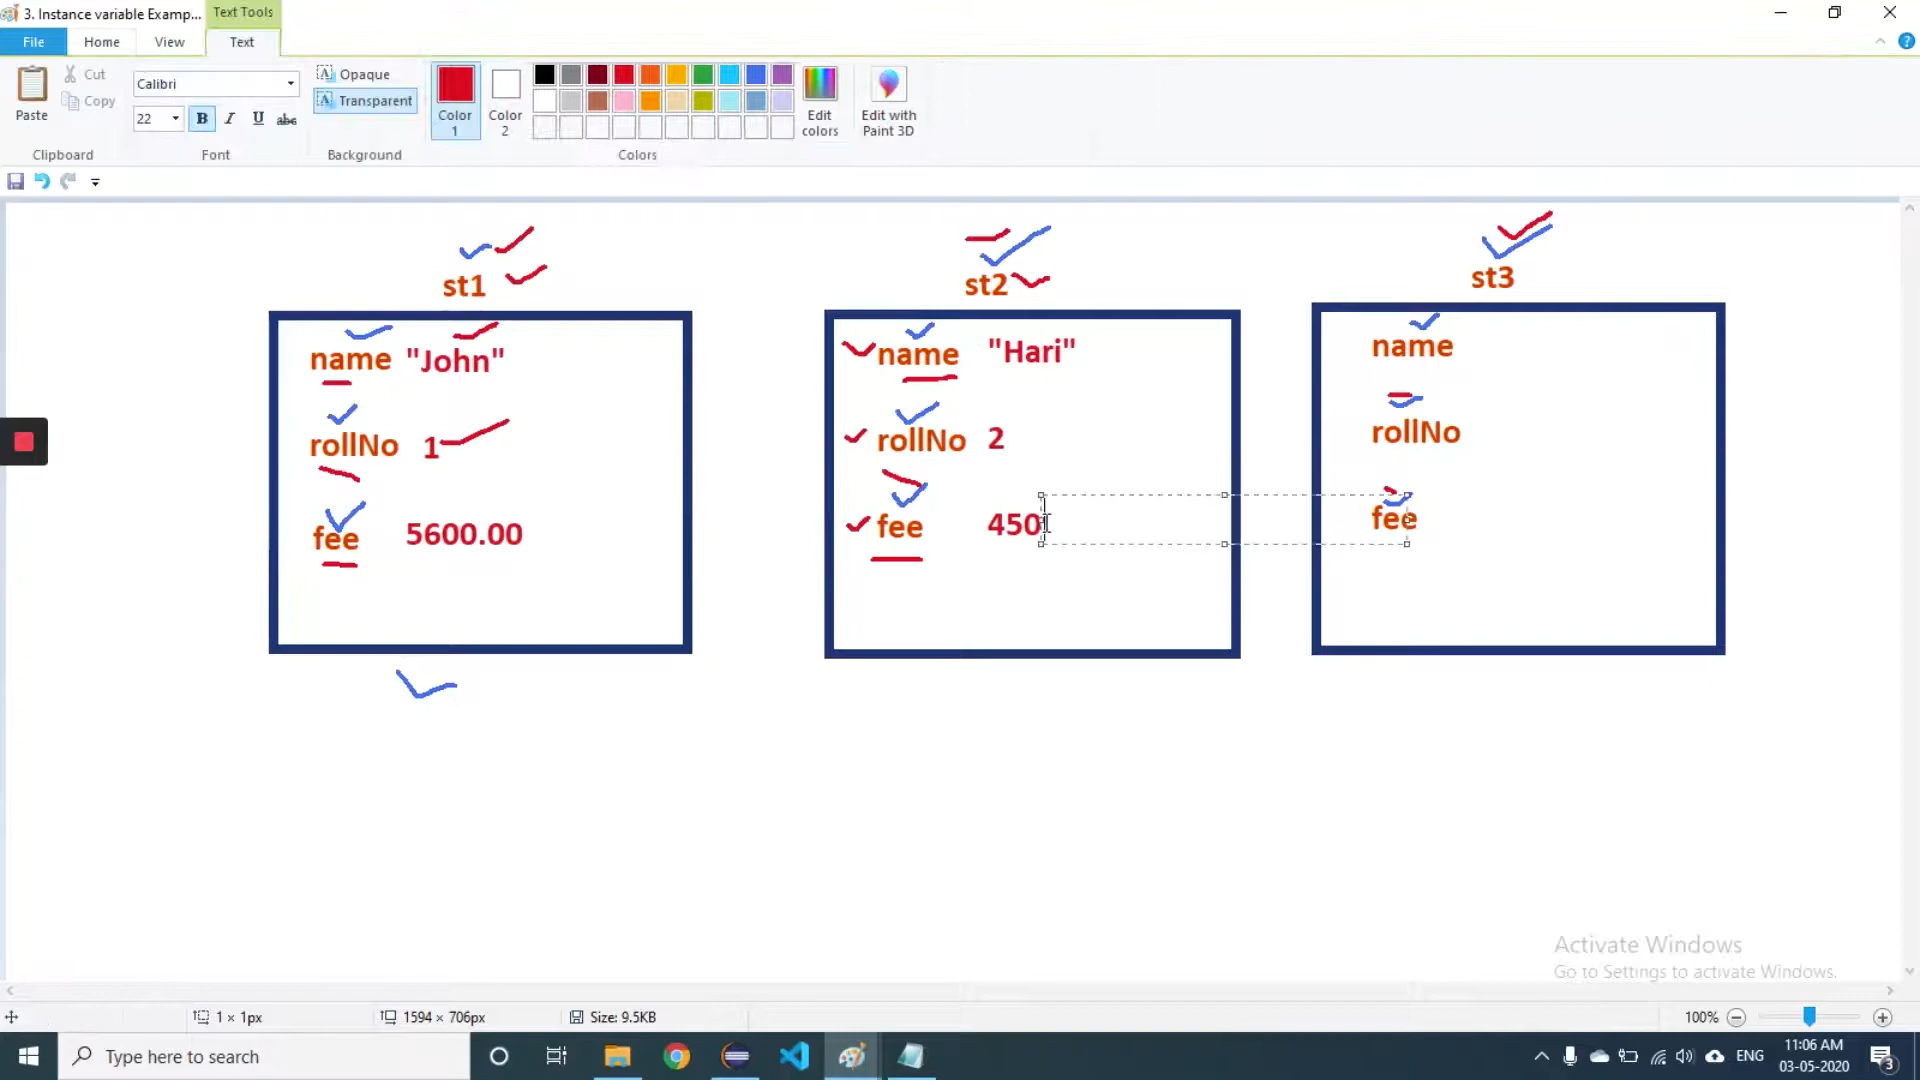 3. Instance variable Examp...
Text Tools
File
Home
View
Text
Paste
Cut
Copy
Clipboard
Calibri
22
B
I
U
abc
Font
Opaque
Transparent
Background
Color
1
Color
2
Edit
colors
Edit with
Paint 3D
Colors
st1
st2
st3
name "John"
rollNo 1
fee 5600.00
name "Hari"
rollNo 2
fee 450
name
rollNo
fee
Activate Windows
Go to Settings to activate Windows.
1 × 1px
1594 × 706px
Size: 9.5KB
100%
Type here to search
ENG
11:06 AM
03-05-2020
3